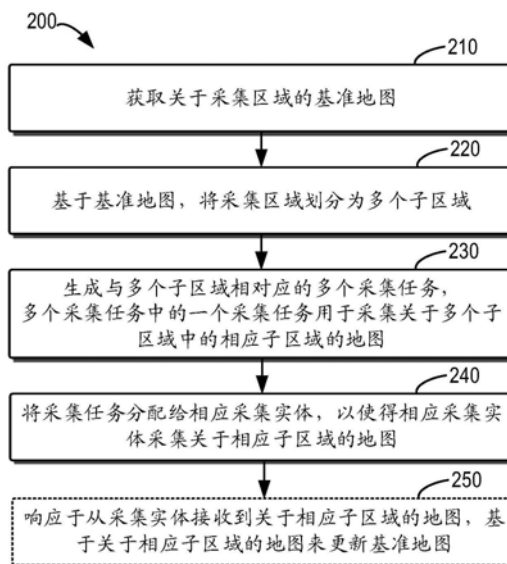 200
210
获取关于采集区域的基准地图
220
基于基准地图，将采集区域划分为多个子区域
230
生成与多个子区域相对应的多个采集任务，
多个采集任务中的一个采集任务用于采集关于多个子
区域中的相应子区域的地图
240
将采集任务分配给相应采集实体，以使得相应采集实
体采集关于相应子区域的地图
250
响应于从采集实体接收到关于相应子区域的地图，基
于关于相应子区域的地图来更新基准地图